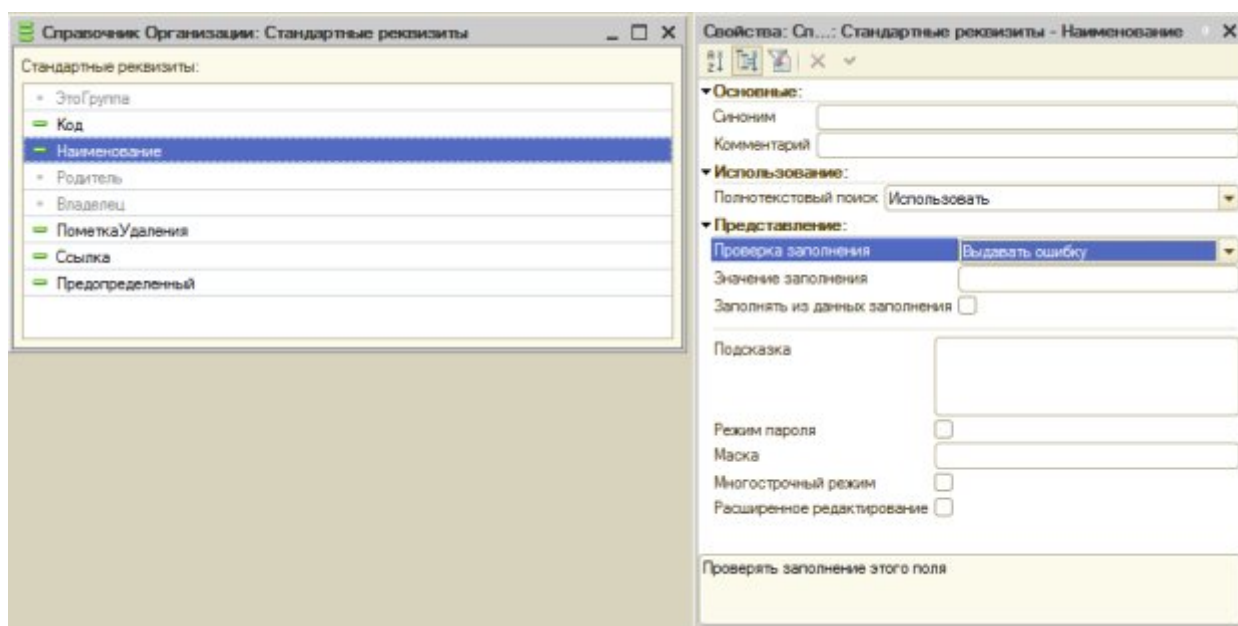 Справочник Организации: Стандартные реквизиты
Стандартные реквизиты:
ЭтоГруппа
Код
Наименование
Родитель
Владелец
ПометкаУдаления
Ссылка
Предопределенный
Свойства: Сп...: Стандартные реквизиты - Наименование
Основные:
Синоним
Комментарий
Использование:
Полнотекстовый поиск Использовать
Представление:
Проверка заполнения Выдавать ошибку
Значение заполнения
Заполнять из данных заполнения
Подсказка
Режим пароля
Маска
Многострочный режим
Расширенное редактирование
Проверять заполнение этого поля